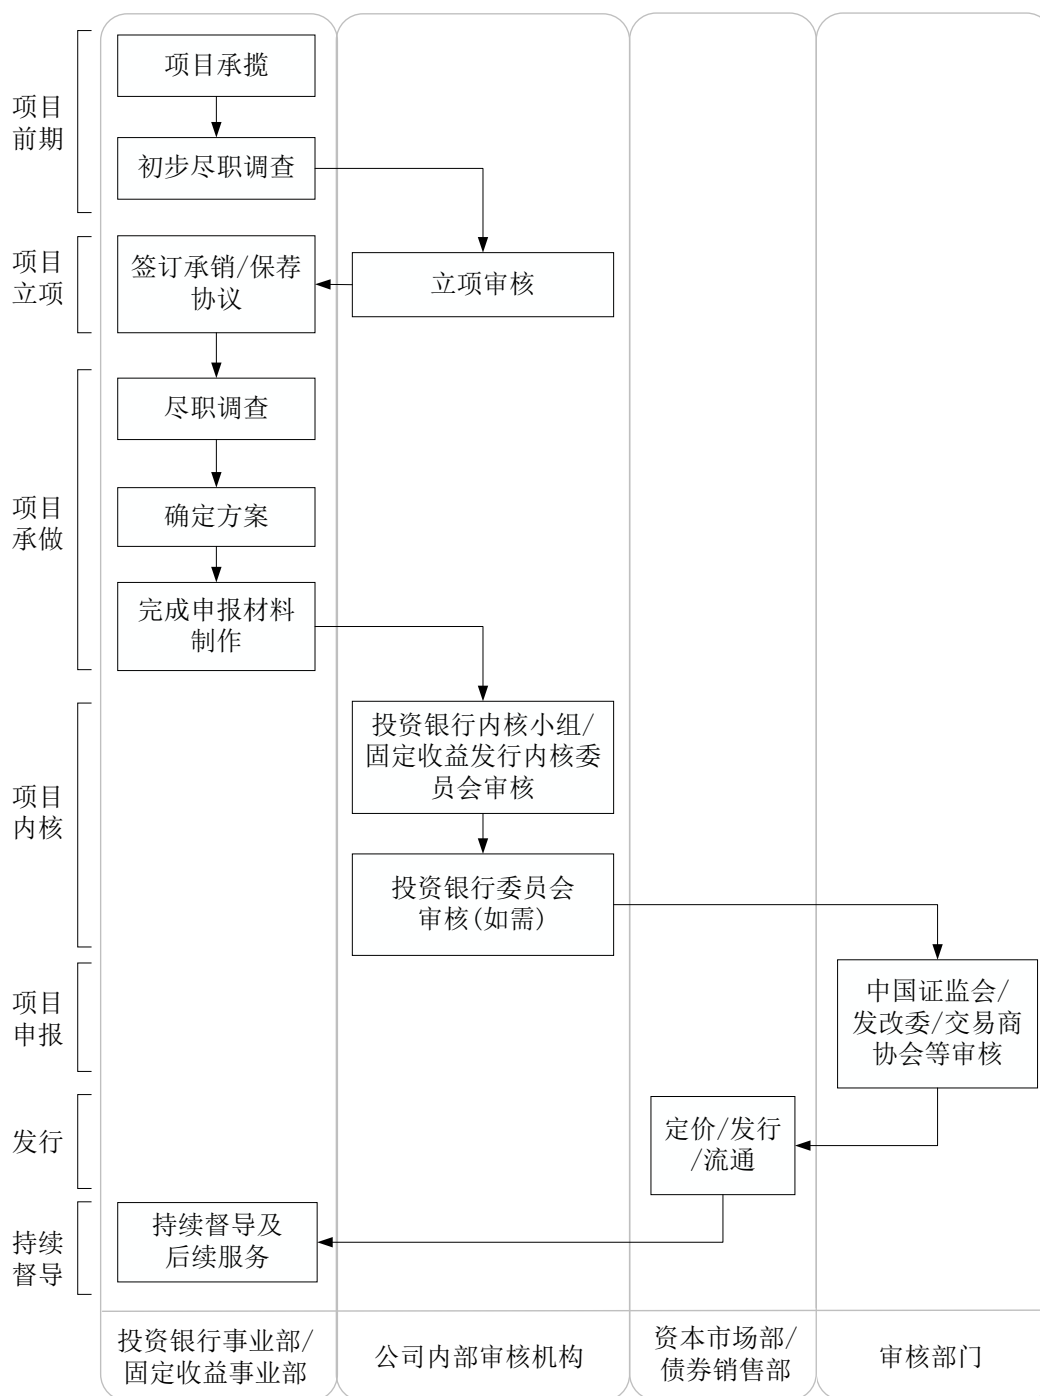 项目承揽
项目
前期
初步尽职调查
项目
立项
签订承销/保荐
协议
立项审核
尽职调查
项目
承做
确定方案
完成申报材料
制作
项目
内核
投资银行内核小组/
固定收益发行内核委
员会审核
投资银行委员会
审核(如需)
项目
申报
中国证监会/
发改委/交易商
协会等审核
发行
定价/发行
/流通
持续
督导
持续督导及
后续服务
投资银行事业部/
固定收益事业部
公司内部审核机构
资本市场部/
债券销售部
审核部门